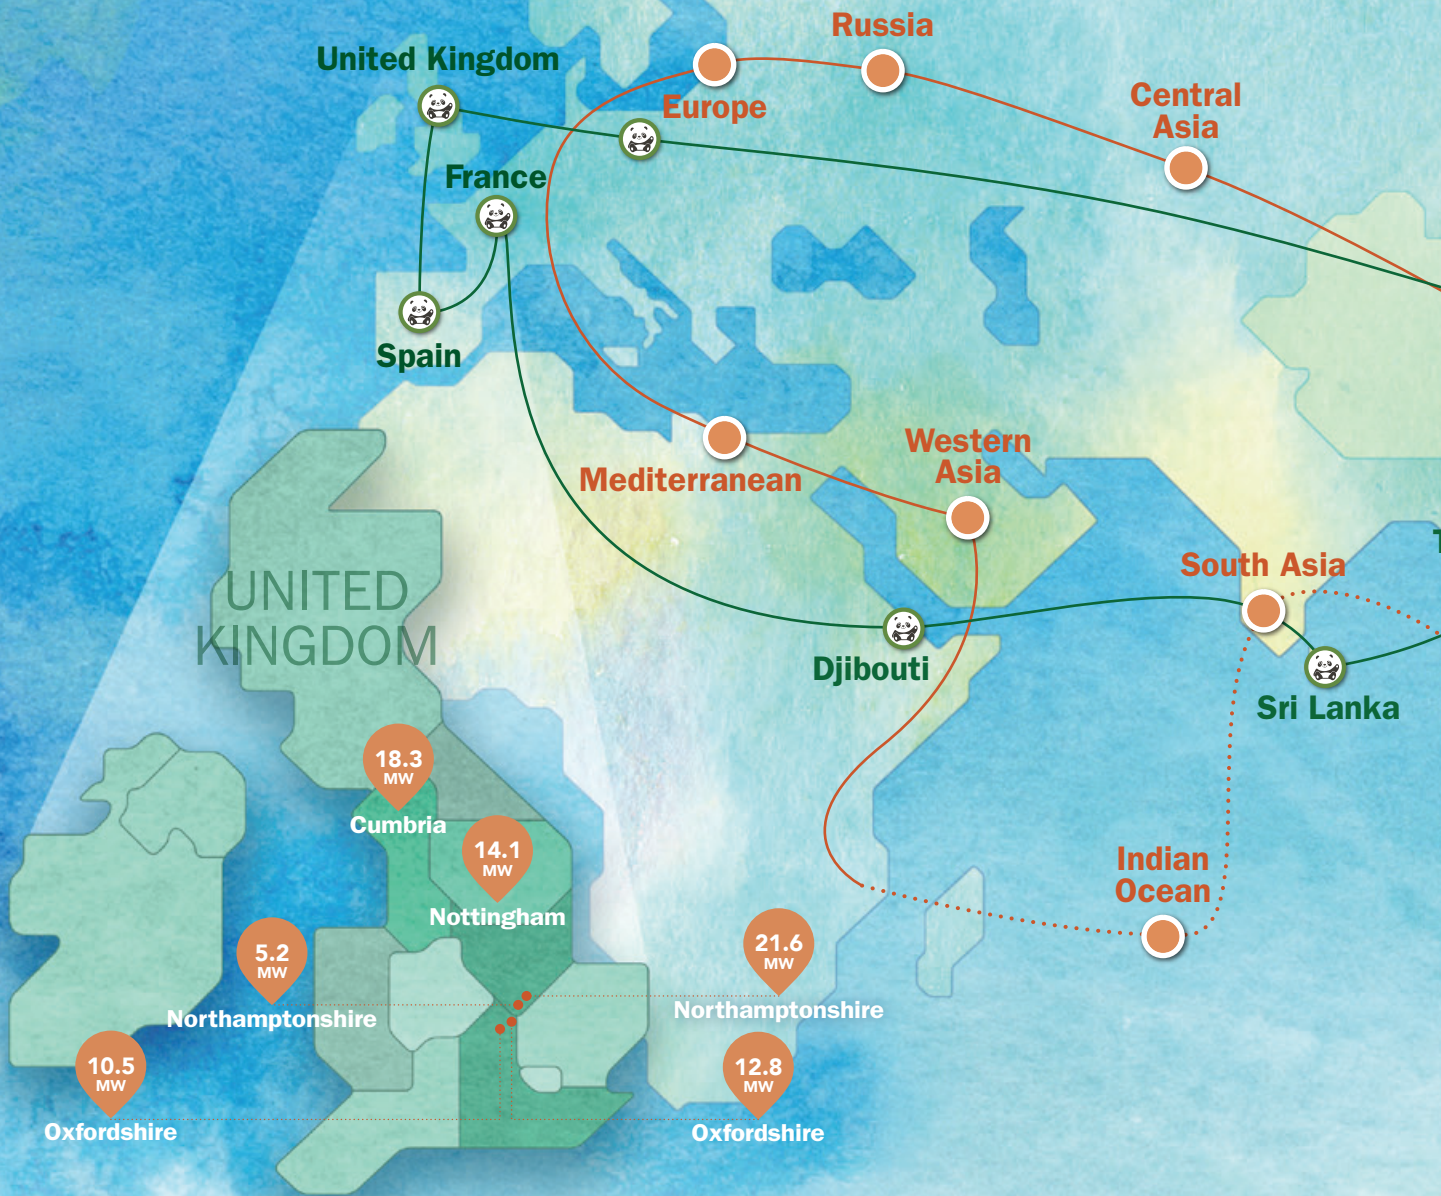 Russia
United Kingdom
Europe
Central
Asia
France
Spain
Western
Asia
Mediterranean
South Asia
UNITED
KINGDOM
Djibouti
Sri Lanka
18.3
MW
Cumbria
14.1
MW
Nottingham
Indian
Ocean
5.2
MW
Northamptonshire
21.6
MW
Northamptonshire
10.5
MW
Oxfordshire
12.8
MW
Oxfordshire